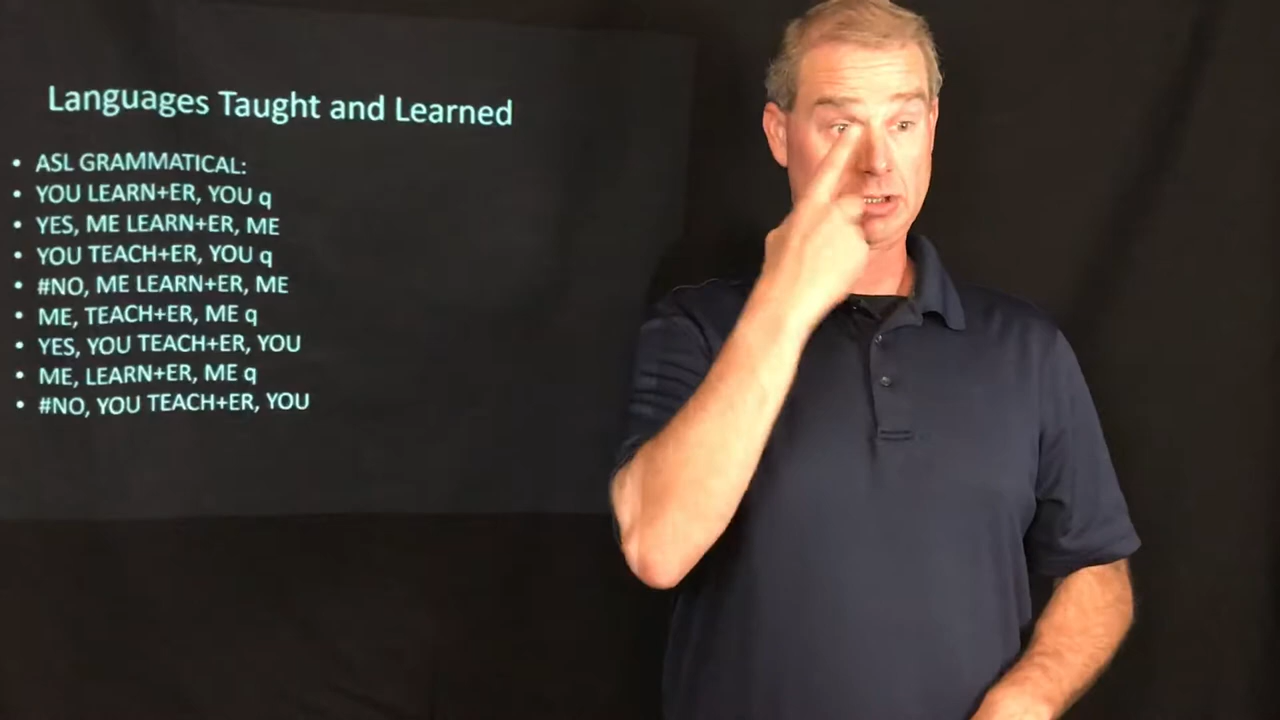 Languages Taught and Learned
• ASL GRAMMATICAL:
• YOU LEARN+ER, YOU q
• YES, ME LEARN+ER, ME
• YOU TEACH+ER, YOU q
• #NO, ME LEARN+ER, ME
• ME, TEACH+ER, ME q
• YES, YOU TEACH+ER, YOU
• ME, LEARN+ER, ME q
• #NO, YOU TEACH+ER, YOU